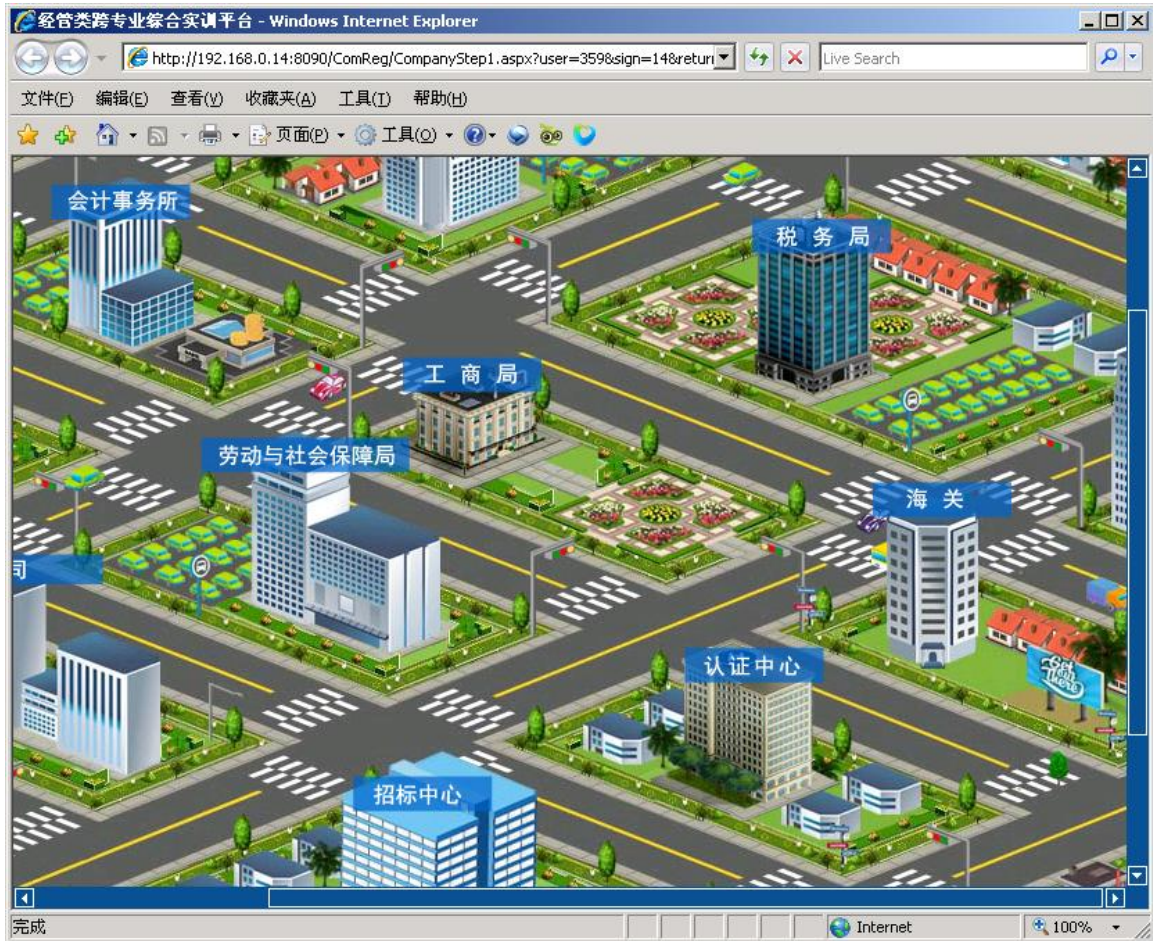 经管类跨专业综合实训平台 - Windows Internet Explorer
http://192.168.0.14:8090/ComReg/CompanyStep1.aspx?user=359&sign=14&return
Live Search
文件(F) 编辑(E) 查看(V) 收藏夹(A) 工具(T) 帮助(H)
页面(P) 工具(O)
会计事务所
税 务 局
工 商 局
劳动与社会保障局
海 关
司
认证中心
Get
There
招标中心
完成
Internet
100%